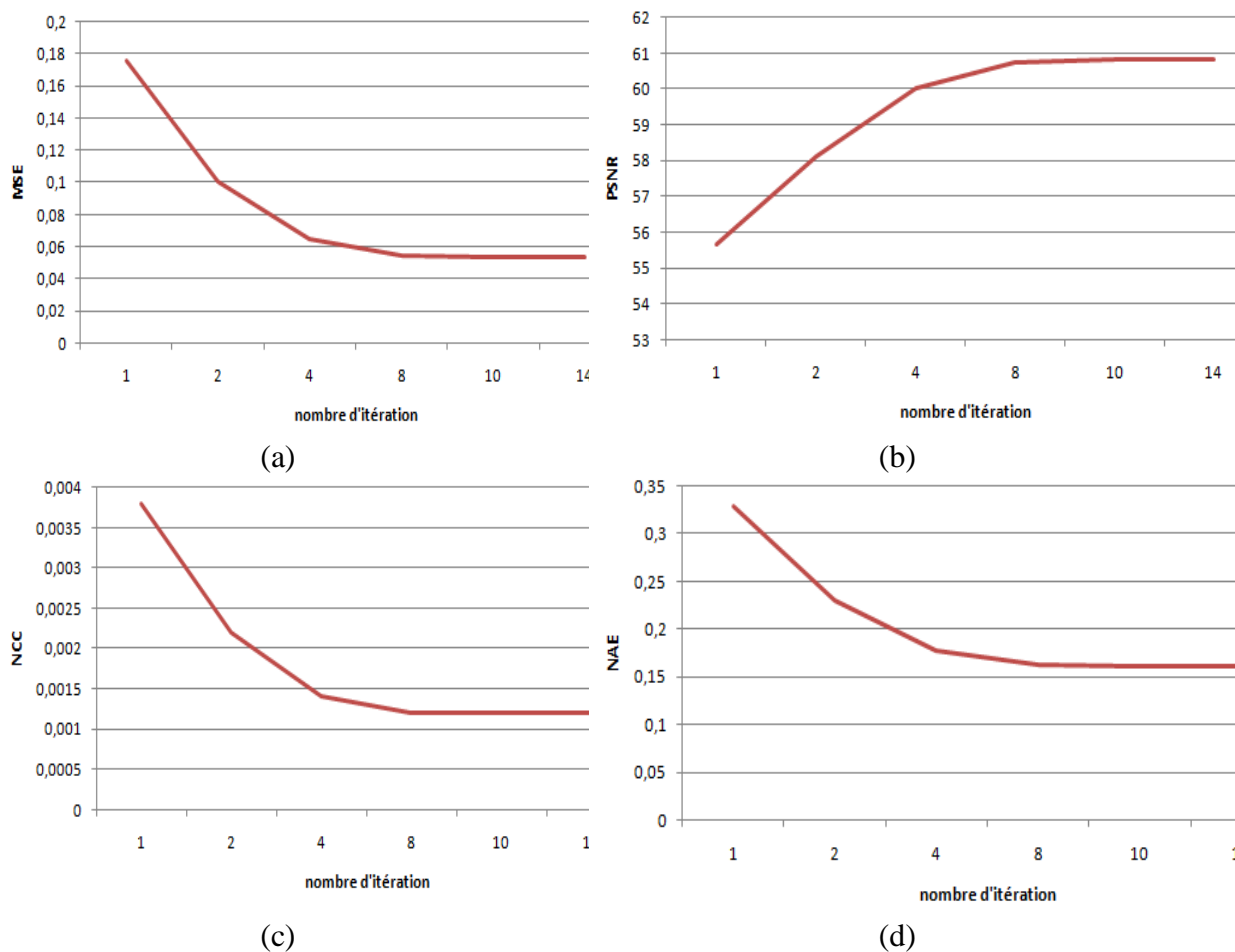 0,2
0,18
0,16
0,14
0,12
0,1
0,08
0,06
0,04
0,02
0
MSE
1 2 4 8 10 14
nombre d'itération
(a)
62
61
60
59
58
57
56
55
54
53
PSNR
1 2 4 8 10 14
nombre d'itération
(b)
0,004
0,0035
0,003
0,0025
0,002
0,0015
0,001
0,0005
0
NCC
1 2 4 8 10 1
nombre d'itération
(c)
0,35
0,3
0,25
0,2
0,15
0,1
0,05
0
NAE
1 2 4 8 10
nombre d'itération
(d)